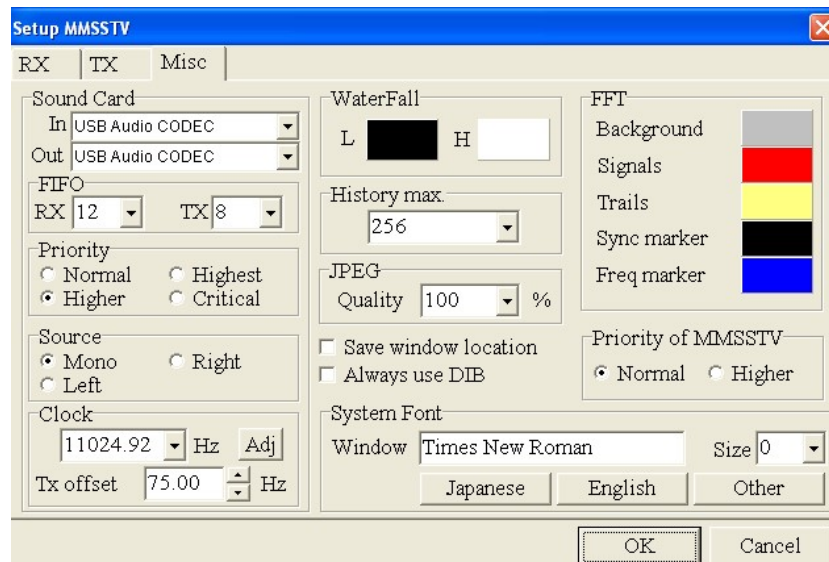 Setup MMSSTV
RX TX Misc
Sound Card
In USB Audio CODEC
Out USB Audio CODEC
FIFO
RX 12 TX 8
Priority
Normal Highest
Higher Critical
Source
Mono Right
Left
Clock
11024.92 Hz Adj
Tx offset 75.00 Hz
WaterFall
L H
History max.
256
JPEG
Quality 100 %
Save window location
Always use DIB
FFT
Background
Signals
Trails
Sync marker
Freq marker
Priority of MMSSTV
Normal Higher
System Font
Window Times New Roman Size 0
Japanese English Other
OK Cancel